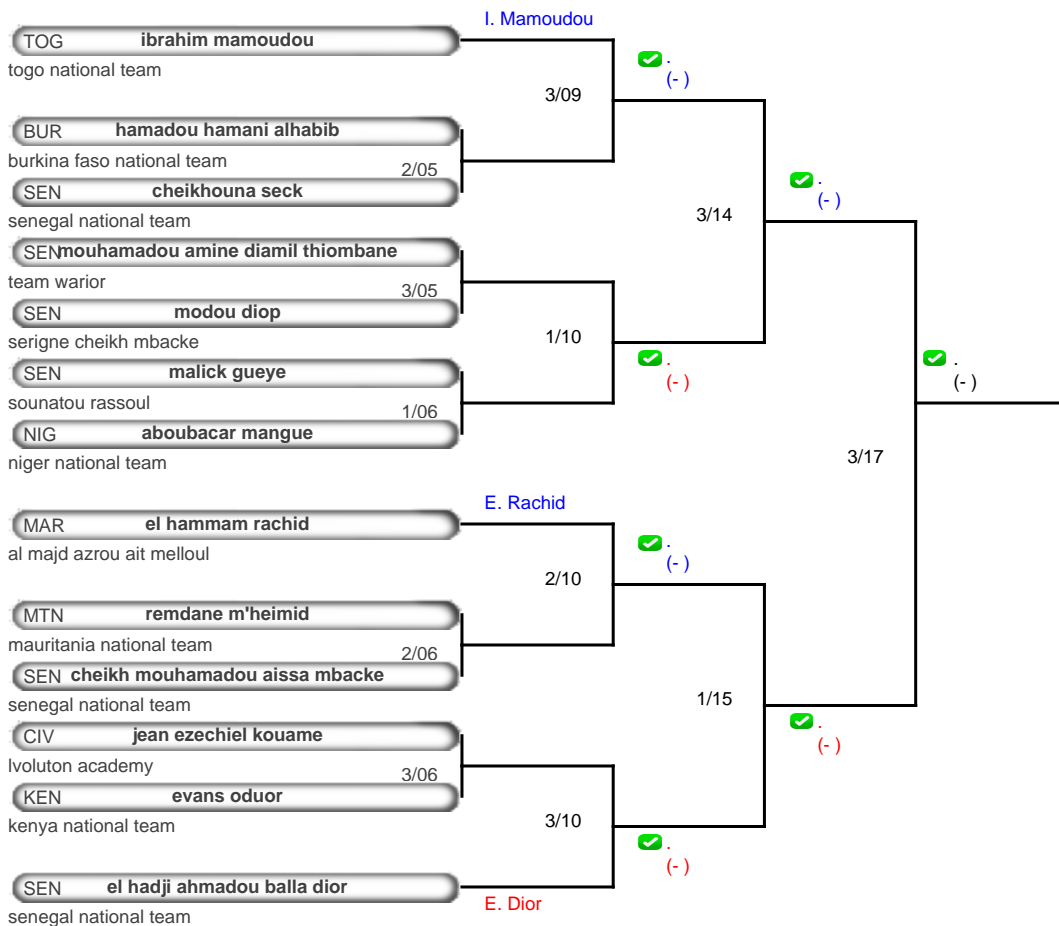 I. Mamoudou
TOG ibrahim mamoudou
togo national team
.
(- )
3/09
BUR hamadou hamani alhabib
burkina faso national team
2/05
SEN cheikhouna seck
senegal national team
.
(- )
3/14
SEN mouhamadou amine diamil thiombane
team warior
3/05
SEN modou diop
serigne cheikh mbacke
1/10
.
(- )
.
(- )
SEN malick gueye
sounatou rassoul
1/06
NIG aboubacar mangue
niger national team
3/17
E. Rachid
MAR el hammam rachid
al majd azrou ait melloul
.
(- )
2/10
MTN remdane m'heimid
mauritania national team
2/06
SEN cheikh mouhamadou aissa mbacke
senegal national team
1/15
.
(- )
CIV jean ezechiel kouame
lvoluton academy
3/06
KEN evans oduor
kenya national team
3/10
.
(- )
SEN el hadji ahmadou balla dior
E. Dior
senegal national team